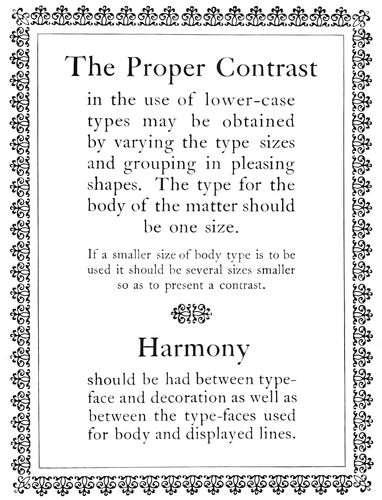 The Proper Contrast
in the use of lower-case
types may be obtained
by varying the type sizes
and grouping in pleasing
shapes. The type for the
body of the matter should
be one size.
If a smaller size of body type is to be
used it should be several sizes smaller
so as to present a contrast.
Harmony
should be had between type-
face and decoration as well as
between the type-faces used
for body and displayed lines.